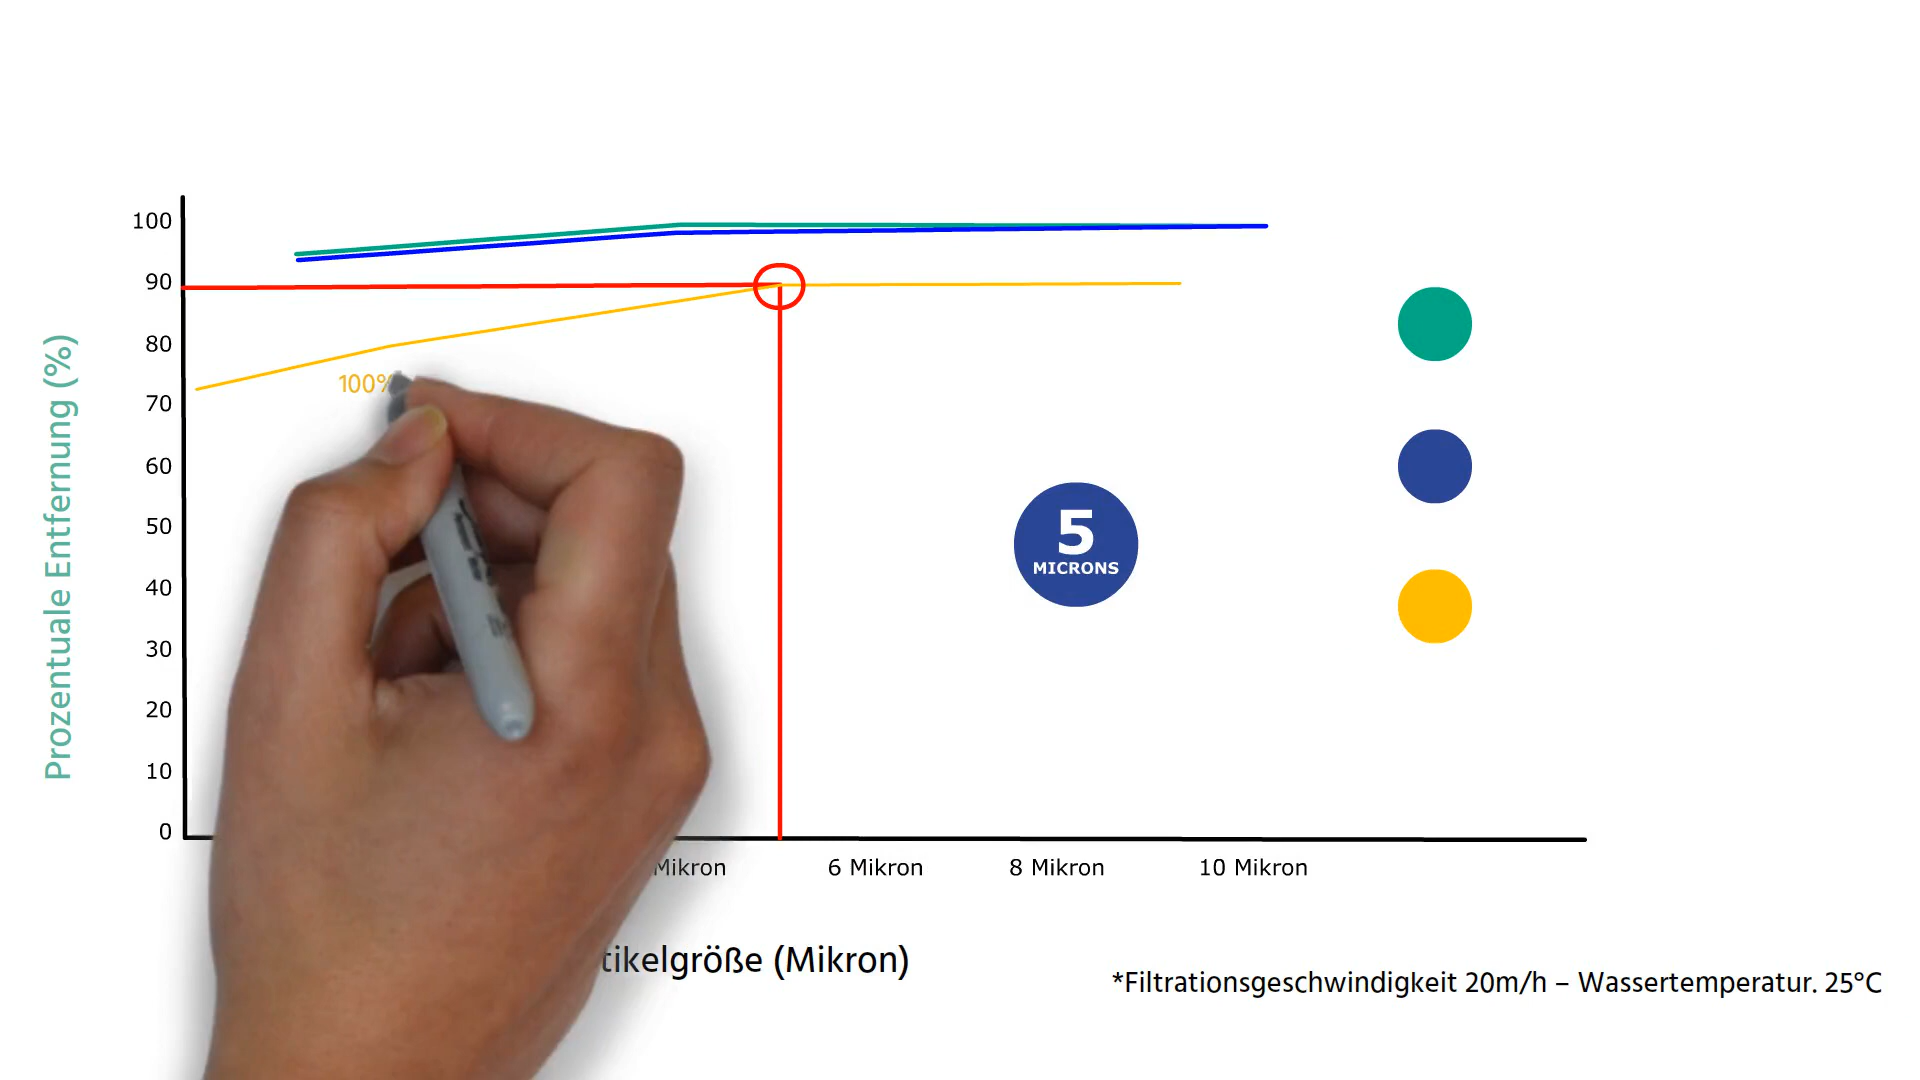 100
90
80
70
60
50
40
30
20
10
0
Prozentuale Entfernung (%)
100%
5
MICRONS
Mikron
6 Mikron
8 Mikron
10 Mikron
tikelgröße (Mikron)
*Filtrationsgeschwindigkeit 20m/h – Wassertemperatur. 25°C